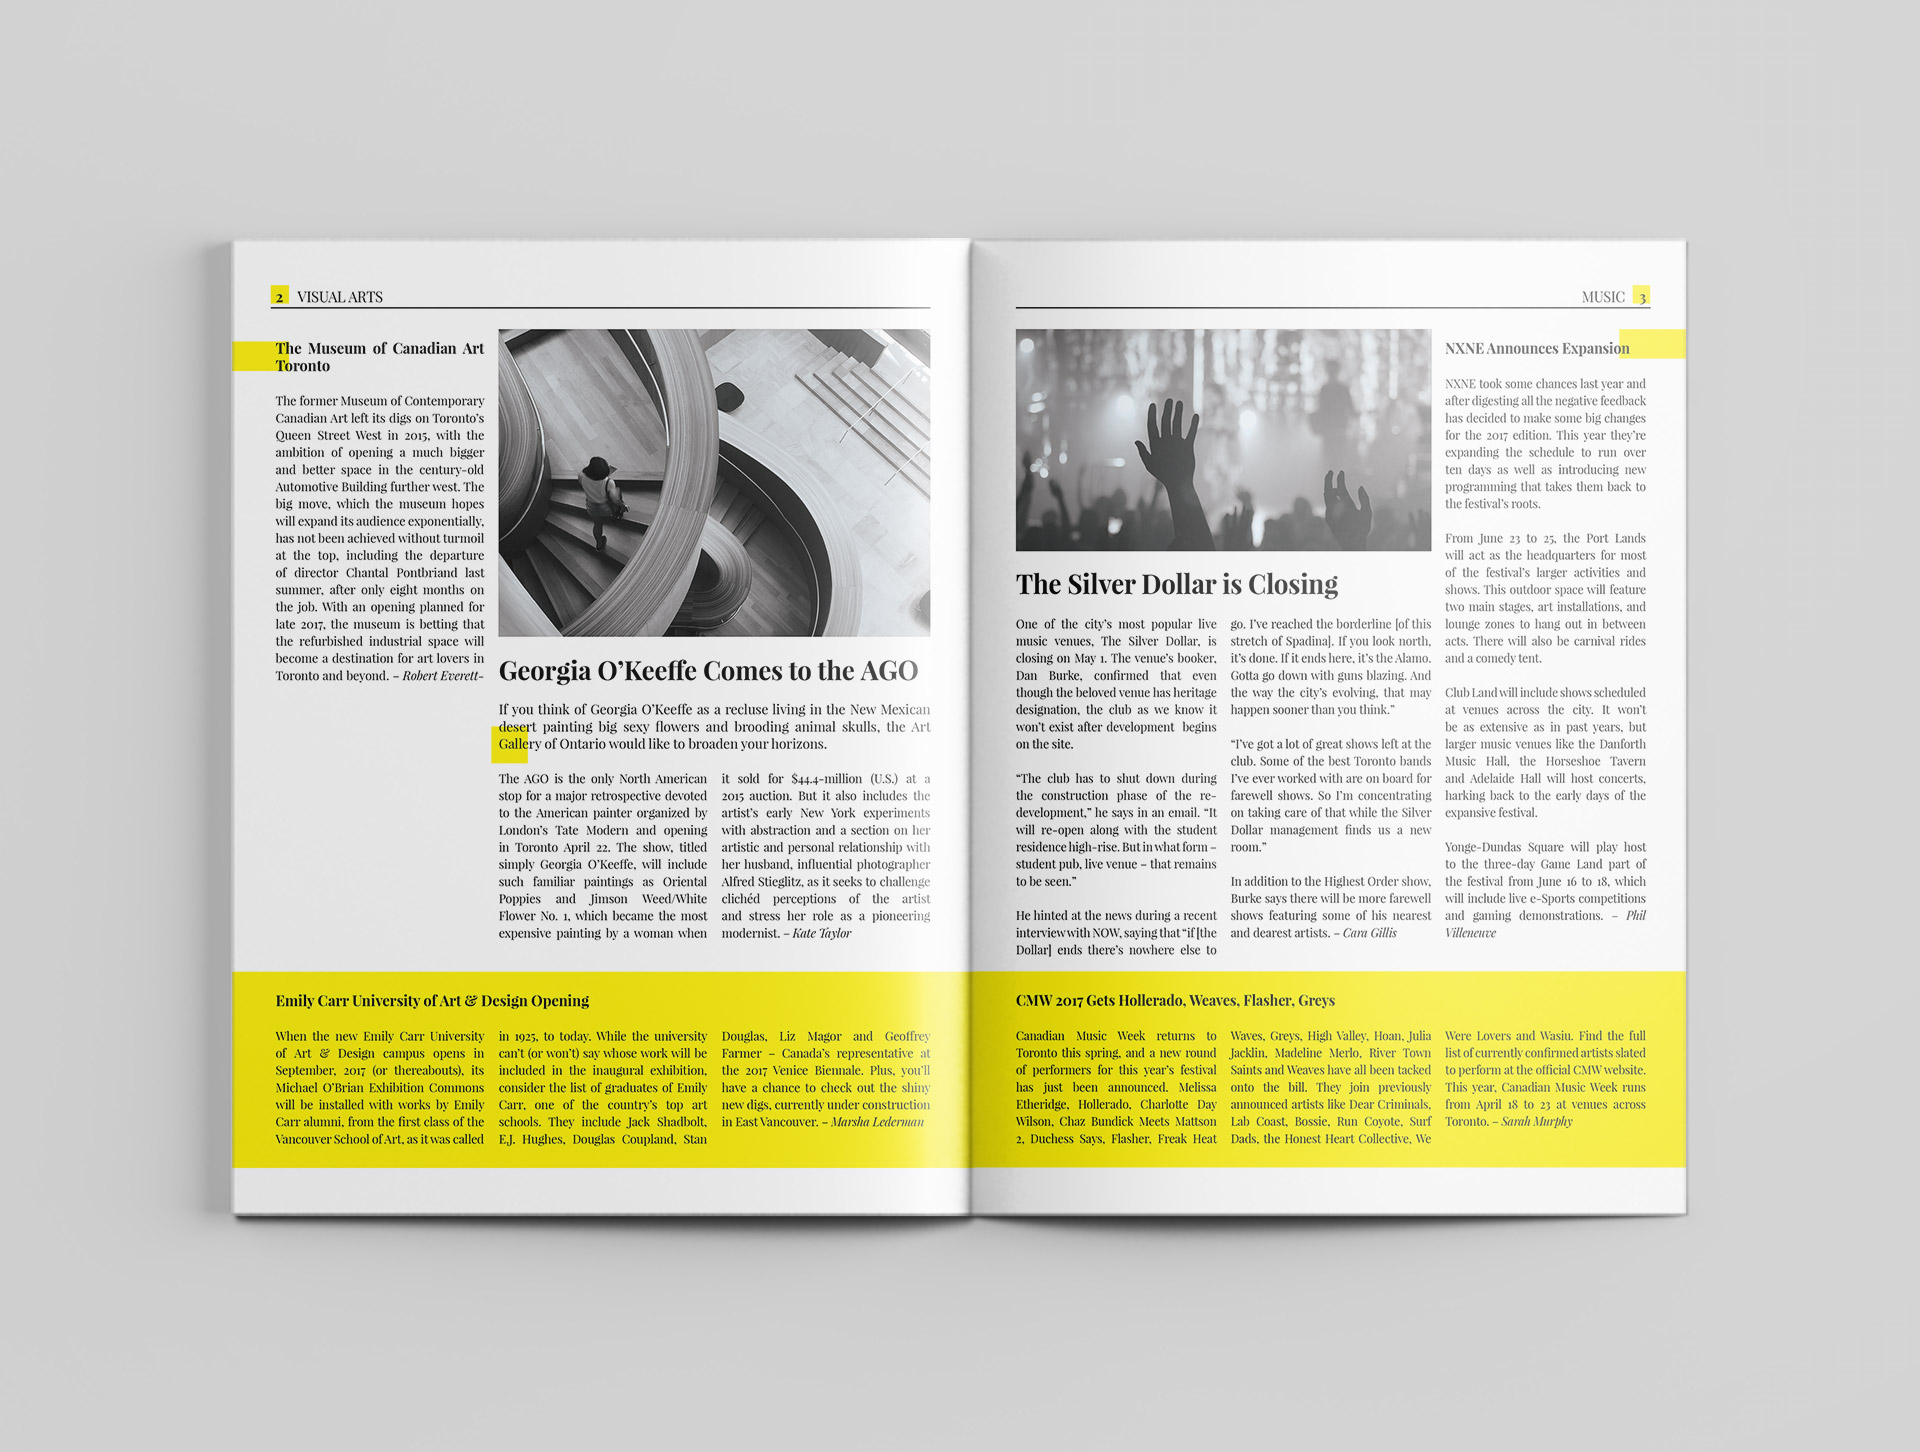 2 VISUAL ARTS
The Museum of Canadian Art
Toronto
The former Museum of Contemporary
Canadian Art left its digs on Toronto's
Queen Street West in 2015, with the
ambition of opening a much bigger
and better space in the century-old
Automotive Building further west. The
big move, which the museum hopes
will expand its audience exponentially,
has not been achieved without turmoil
at the top, including the departure
of director Chantal Pontbriand last
summer, after only eight months on
the job. With an opening planned for
late 2017, the museum is betting that
the refurbished industrial space will
become a destination for art lovers in
Toronto and beyond. – Robert Everett-
Georgia O'Keeffe Comes to the AGO
If you think of Georgia O'Keeffe as a recluse living in the New Mexican
desert painting big sexy flowers and brooding animal skulls, the Art
Gallery of Ontario would like to broaden your horizons.
The AGO is the only North American
stop for a major retrospective devoted
to the American painter organized by
London's Tate Modern and opening
in Toronto April 22. The show, titled
simply Georgia O'Keeffe, will include
such familiar paintings as Oriental
Poppies and Jimson Weed/White
Flower No. 1, which became the most
expensive painting by a woman when
it sold for $44.4-million (U.S.) at a
2015 auction. But it also includes the
artist's early New York experiments
with abstraction and a section on her
artistic and personal relationship with
her husband, influential photographer
Alfred Stieglitz, as it seeks to challenge
clichéd perceptions of the artist
and stress her role as a pioneering
modernist. – Kate Taylor
Emily Carr University of Art & Design Opening
When the new Emily Carr University
of Art & Design campus opens in
September, 2017 (or thereabouts), its
Michael O'Brian Exhibition Commons
will be installed with works by Emily
Carr alumni, from the first class of the
Vancouver School of Art, as it was called
in 1925, to today. While the university
can't (or won't) say whose work will be
included in the inaugural exhibition,
consider the list of graduates of Emily
Carr, one of the country's top art
schools. They include Jack Shadbolt,
E.J. Hughes, Douglas Coupland, Stan
Douglas, Liz Magor and Geoffrey
Farmer – Canada's representative at
the 2017 Venice Biennale. Plus, you'll
have a chance to check out the shiny
new digs, currently under construction
in East Vancouver. – Marsha Lederman
MUSIC 3
The Silver Dollar is Closing
One of the city's most popular live
music venues, The Silver Dollar, is
closing on May 1. The venue's booker,
Dan Burke, confirmed that even
though the beloved venue has heritage
designation, the club as we know it
won't exist after development begins
on the site.
“The club has to shut down during
the construction phase of the re-
development,” he says in an email. “It
will re-open along with the student
residence high-rise. But in what form –
student pub, live venue – that remains
to be seen.”
He hinted at the news during a recent
interview with NOW, saying that “if [the
Dollar] ends there's nowhere else to
go. I've reached the borderline [of this
stretch of Spadina]. If you look north,
it's done. If it ends here, it's the Alamo.
Gotta go down with guns blazing. And
the way the city's evolving, that may
happen sooner than you think.”
“I've got a lot of great shows left at the
club. Some of the best Toronto bands
I've ever worked with are on board for
farewell shows. So I'm concentrating
on taking care of that while the Silver
Dollar management finds us a new
room.”
In addition to the Highest Order show,
Burke says there will be more farewell
shows featuring some of his nearest
and dearest artists. – Cara Gillis
NXNE Announces Expansion
NXNE took some chances last year and
after digesting all the negative feedback
has decided to make some big changes
for the 2017 edition. This year they're
expanding the schedule to run over
ten days as well as introducing new
programming that takes them back to
the festival's roots.
From June 23 to 25, the Port Lands
will act as the headquarters for most
of the festival's larger activities and
shows. This outdoor space will feature
two main stages, art installations, and
lounge zones to hang out in between
acts. There will also be carnival rides
and a comedy tent.
Club Land will include shows scheduled
at venues across the city. It won't
be as extensive as in past years, but
larger music venues like the Danforth
Music Hall, the Horseshoe Tavern
and Adelaide Hall will host concerts,
harking back to the early days of the
expansive festival.
Yonge-Dundas Square will play host
to the three-day Game Land part of
the festival from June 16 to 18, which
will include live e-Sports competitions
and gaming demonstrations. – Phil
Villeneuve
CMW 2017 Gets Hollerado, Weaves, Flasher, Greys
Canadian Music Week returns to
Toronto this spring, and a new round
of performers for this year's festival
has just been announced. Melissa
Etheridge, Hollerado, Charlotte Day
Wilson, Chaz Bundick Meets Mattson
2, Duchess Says, Flasher, Freak Heat
Waves, Greys, High Valley, Hoan, Julia
Jacklin, Madeline Merlo, River Town
Saints and Weaves have all been tacked
onto the bill. They join previously
announced artists like Dear Criminals,
Lab Coast, Bossie, Run Coyote, Surf
Dads, the Honest Heart Collective, We
Were Lovers and Wasiu. Find the full
list of currently confirmed artists slated
to perform at the official CMW website.
This year, Canadian Music Week runs
from April 18 to 23 at venues across
Toronto. – Sarah Murphy